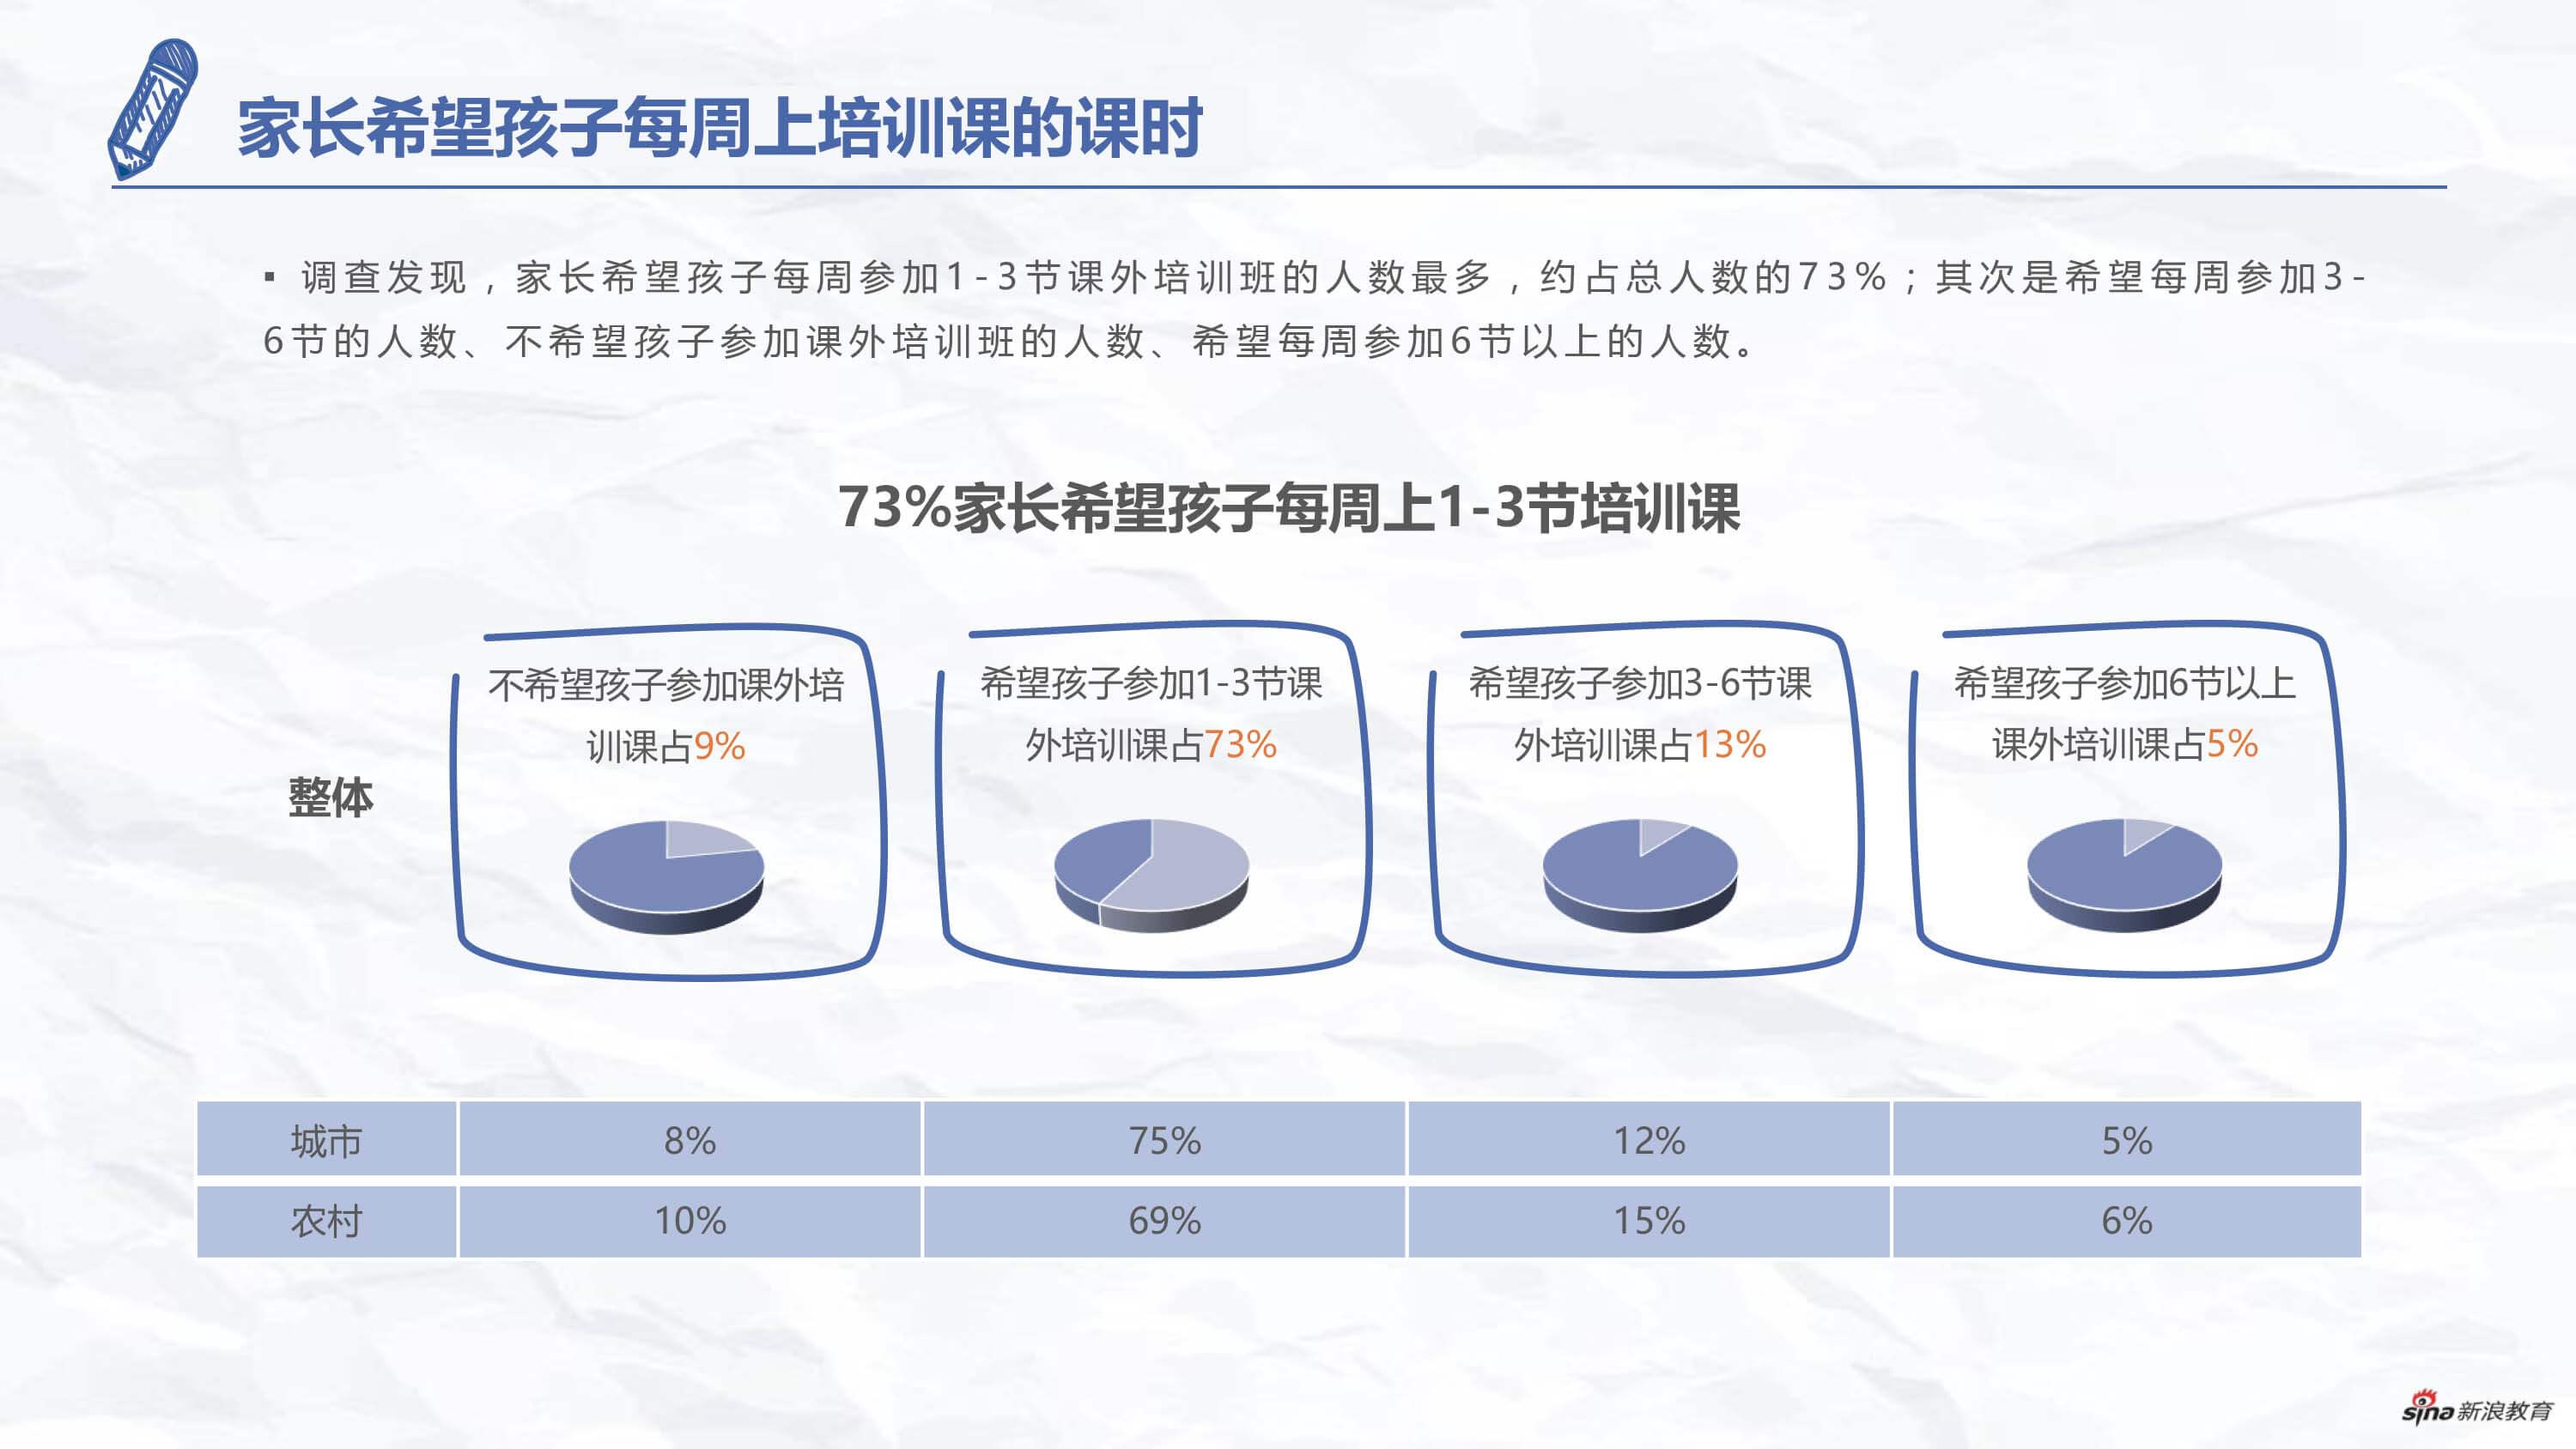 家长希望孩子每周上培训课的课时
▪ 调查发现，家长希望孩子每周参加1-3节课外培训班的人数最多，约占总人数的73%；其次是希望每周参加3-
6节的人数、不希望孩子参加课外培训班的人数、希望每周参加6节以上的人数。
73%家长希望孩子每周上1-3节培训课
整体
不希望孩子参加课外培
训课占9%
希望孩子参加1-3节课
外培训课占73%
希望孩子参加3-6节课
外培训课占13%
希望孩子参加6节以上
课外培训课占5%
城市 8% 75% 12% 5%
农村 10% 69% 15% 6%
sina新浪教育